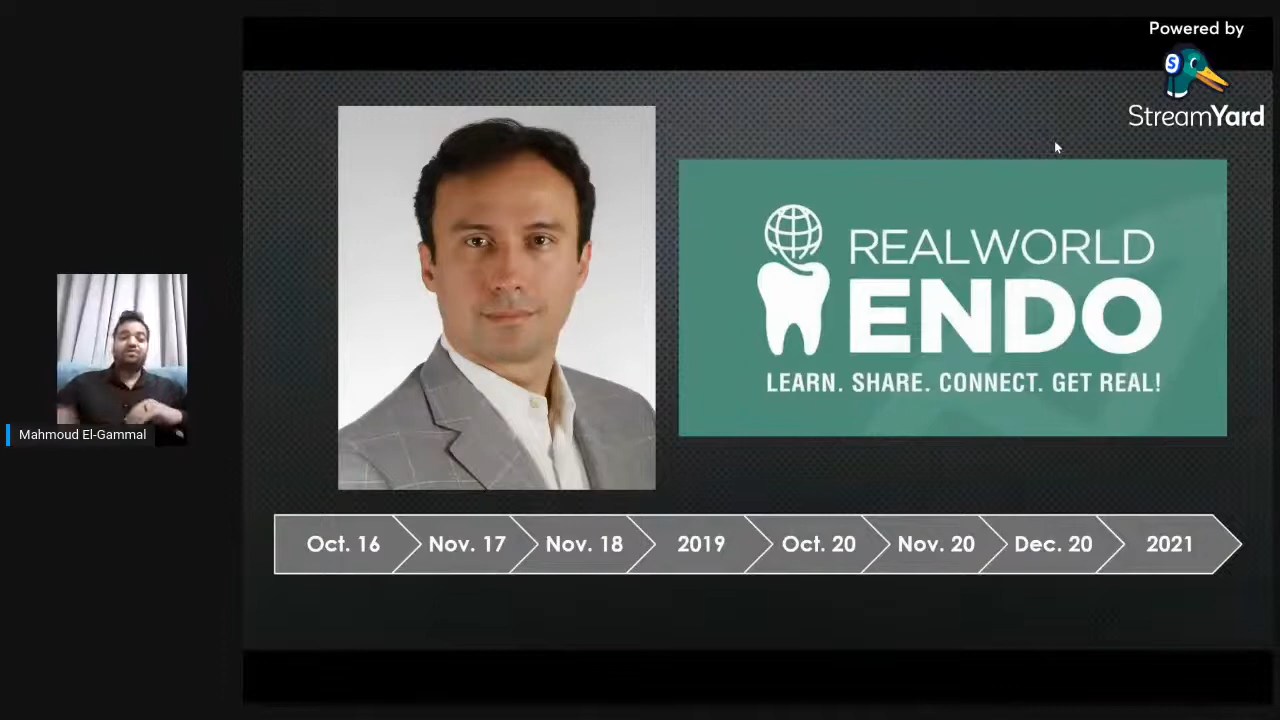 Powered by
StreamYard
REALWORLD
ENDO
LEARN. SHARE. CONNECT. GET REAL!
Mahmoud El-Gammal
Oct. 16
Nov. 17
Nov. 18
2019
Oct. 20
Nov. 20
Dec. 20
2021